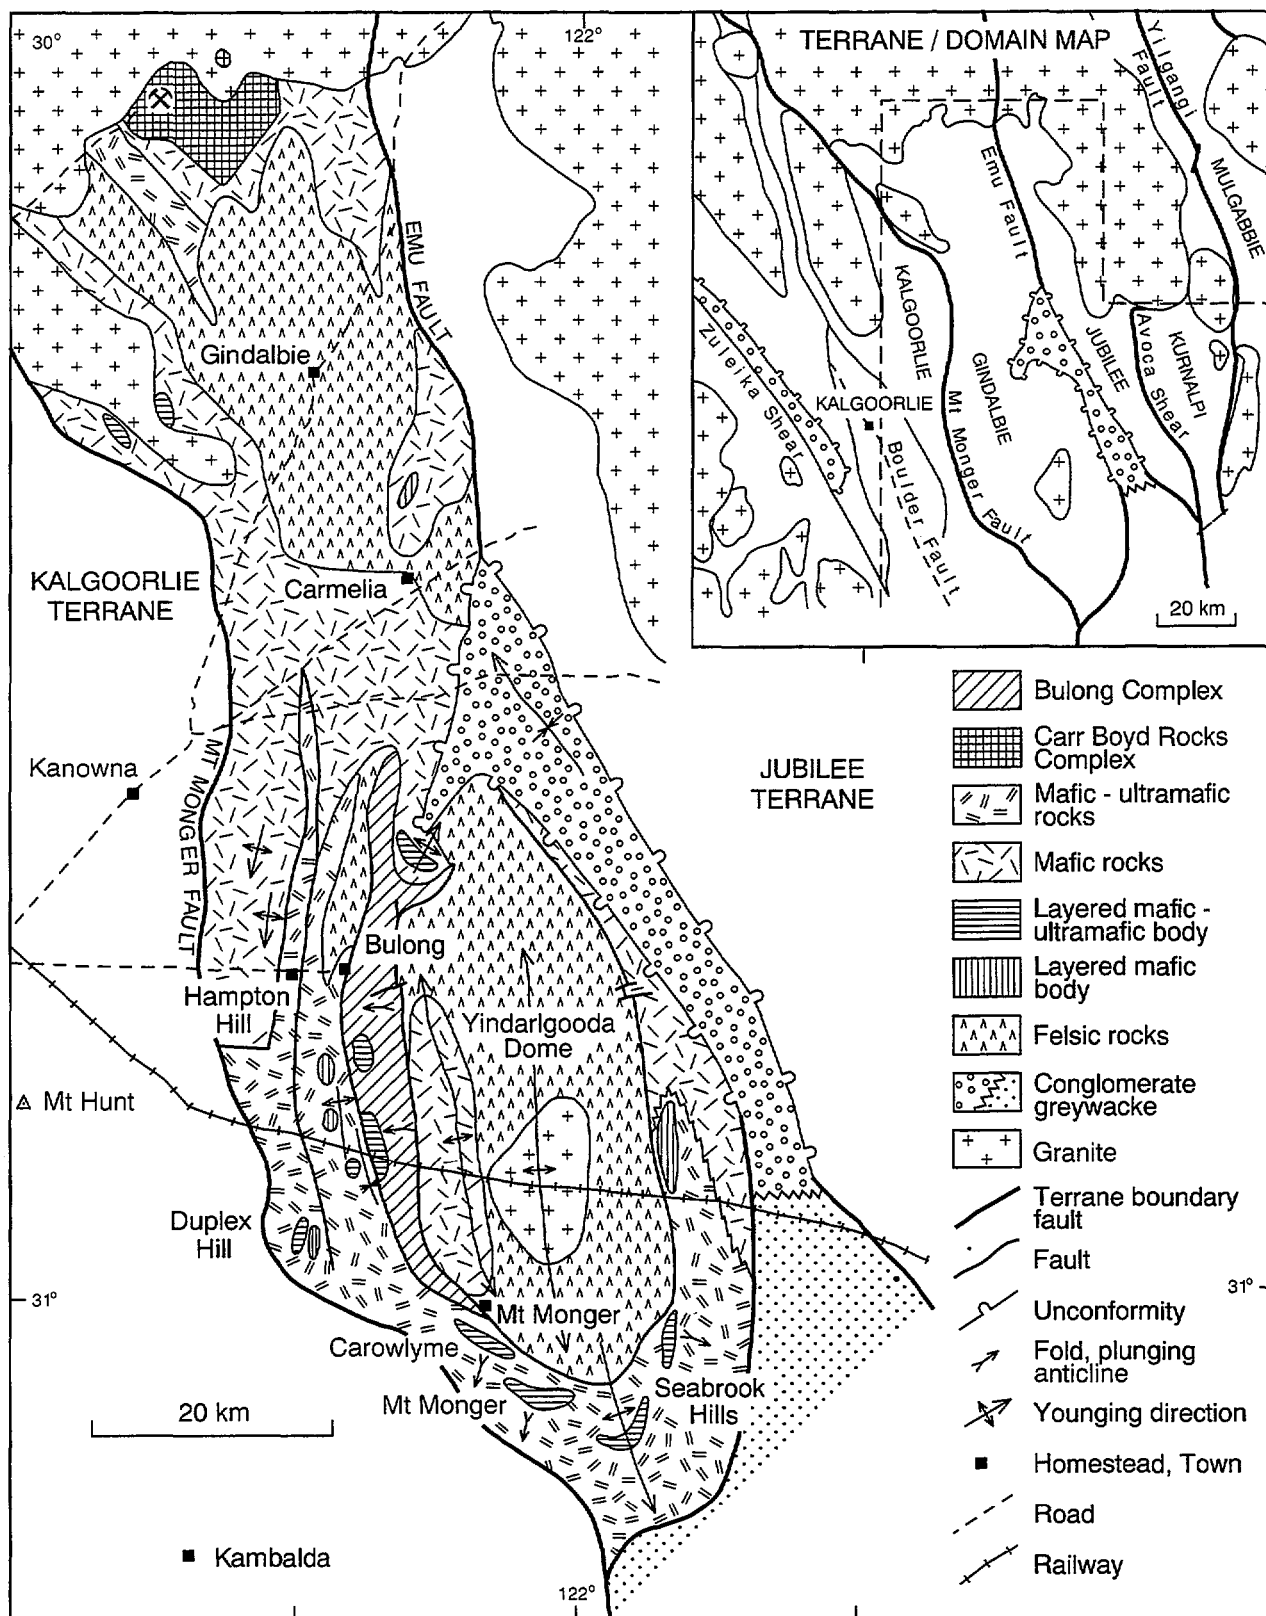 30°
122°
EMU FAULT
Gindalbie
KALGOORLIE
TERRANE
Carmelia
Kanowna
MT MONGER FAULT
JUBILEE
TERRANE
Bulong
Hampton
Hill
Yindarlgooda
Dome
Mt Hunt
Duplex
Hill
31°
31°
Mt Monger
Carowlyme
Mt Monger
Seabrook
Hills
20 km
Kambalda
122°
TERRANE / DOMAIN MAP
Yilgangi
Fault
Emu Fault
MULGABBIE
KALGOORLIE
GINDALBIE
JUBILEE
KURNALPI
Avoca Shear
Zuleika Shear
KALGOORLIE
Boulder Fault
Mt Monger Fault
20 km
Bulong Complex
Carr Boyd Rocks
Complex
Mafic - ultramafic
rocks
Mafic rocks
Layered mafic -
ultramafic body
Layered mafic
body
Felsic rocks
Conglomerate
greywacke
Granite
Terrane boundary
fault
Fault
Unconformity
Fold, plunging
anticline
Younging direction
Homestead, Town
Road
Railway